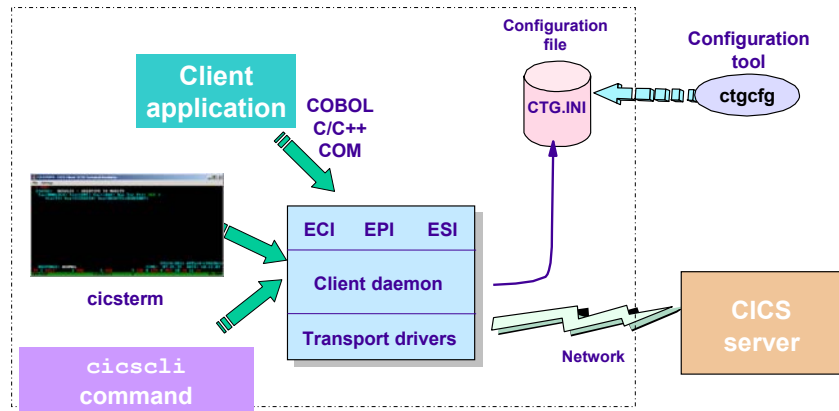 Configuration
file
Configuration
tool
Client
application
COBOL
C/C++
COM
CTG.INI
ctgcfg
ECI EPI ESI
Client daemon
Transport drivers
cicsterm
cicscli
command
Network
CICS
server